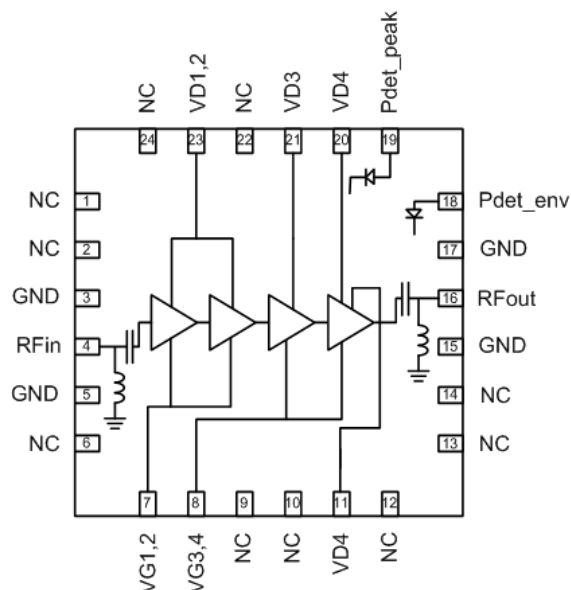 NC
VD1,2
NC
VD3
VD4
Pdet_peak
24
23
22
21
20
19
NC 1
NC 2
GND 3
RFin 4
GND 5
NC 6
18 Pdet_env
17 GND
16 RFout
15 GND
14 NC
13 NC
7
8
9
10
11
12
VG1,2
VG3,4
NC
NC
VD4
NC